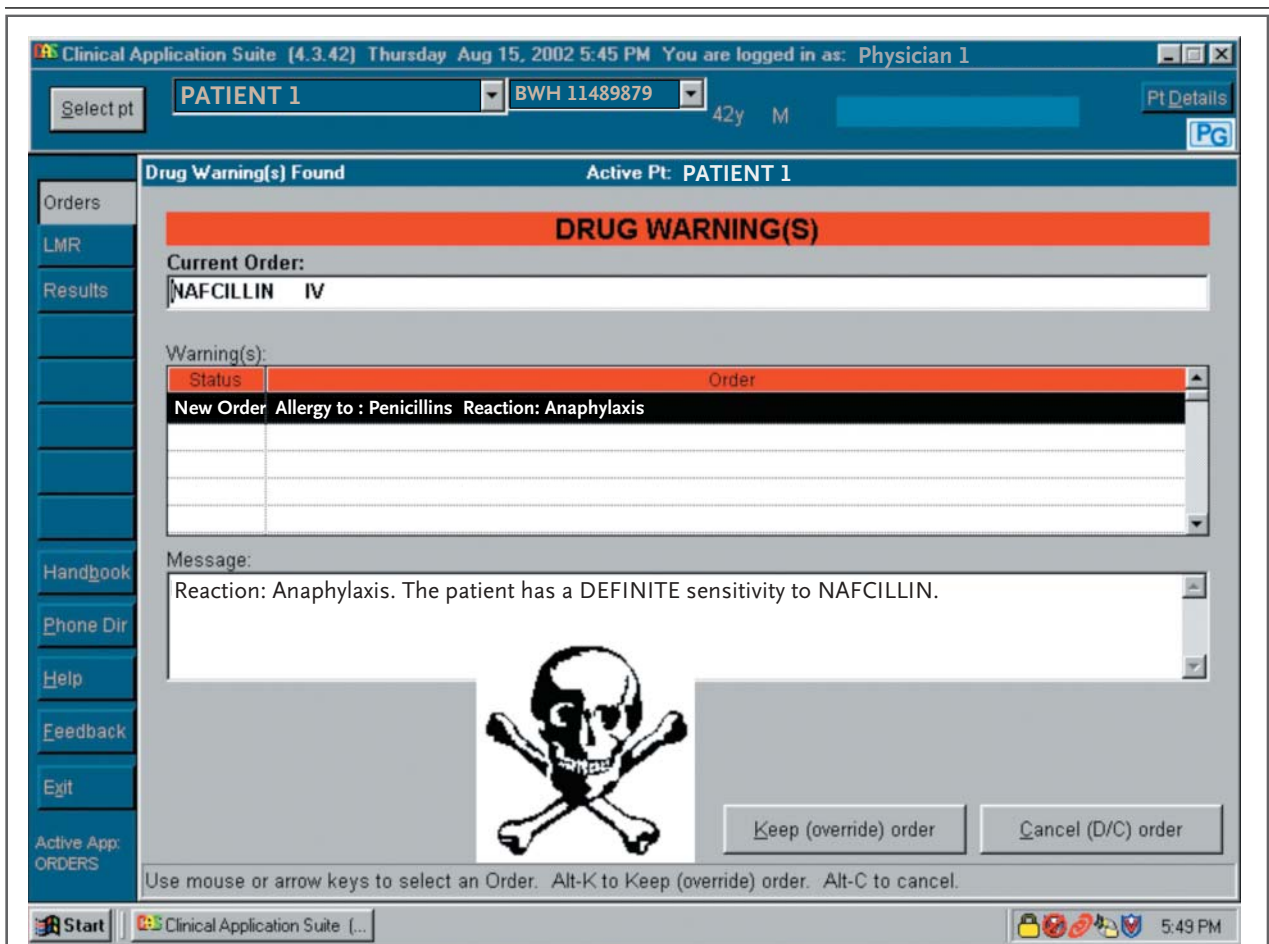 Clinical Application Suite (4.3.42) Thursday Aug 15, 2002 5:45 PM You are logged in as: Physician 1
Select pt
PATIENT 1
BWH 11489879
42y M
Pt Details
PG
Drug Warning(s) Found Active Pt: PATIENT 1
Orders
LMR
Results
Handbook
Phone Dir
Help
Feedback
Exit
Active App:
ORDERS
DRUG WARNING(S)
Current Order:
NAFCILLIN IV
Warning(s):
Status Order
New Order Allergy to : Penicillins Reaction: Anaphylaxis
Message:
Reaction: Anaphylaxis. The patient has a DEFINITE sensitivity to NAFCILLIN.
Keep (override) order
Cancel (D/C) order
Use mouse or arrow keys to select an Order. Alt-K to Keep (override) order. Alt-C to cancel.
Start
Clinical Application Suite (...
5:49 PM